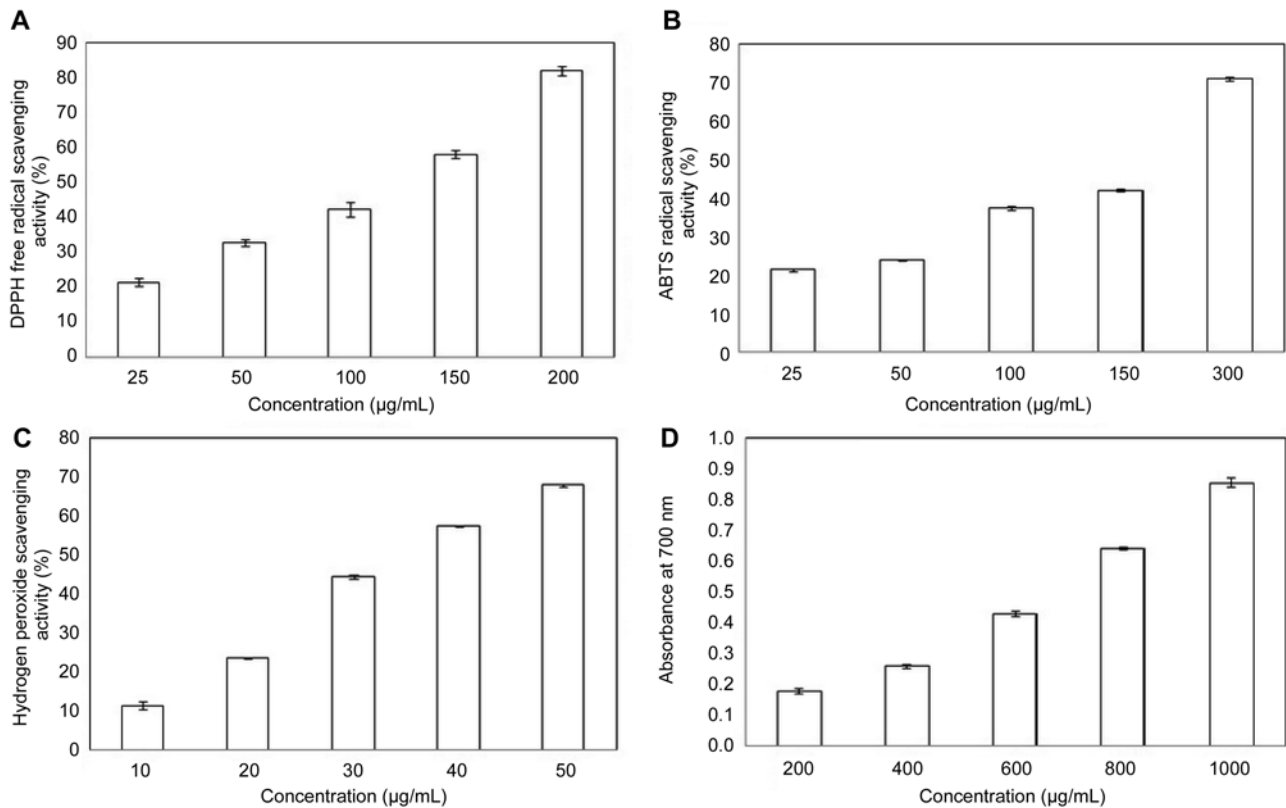 A
DPPH free radical scavenging
activity (%)
90
80
70
60
50
40
30
20
10
0
25 50 100 150 200
Concentration (µg/mL)
B
ABTS radical scavenging
activity (%)
80
70
60
50
40
30
20
10
0
25 50 100 150 300
Concentration (µg/mL)
C
Hydrogen peroxide scavenging
activity (%)
80
70
60
50
40
30
20
10
0
10 20 30 40 50
Concentration (µg/mL)
D
Absorbance at 700 nm
1.0
0.9
0.8
0.7
0.6
0.5
0.4
0.3
0.2
0.1
0.0
200 400 600 800 1000
Concentration (µg/mL)